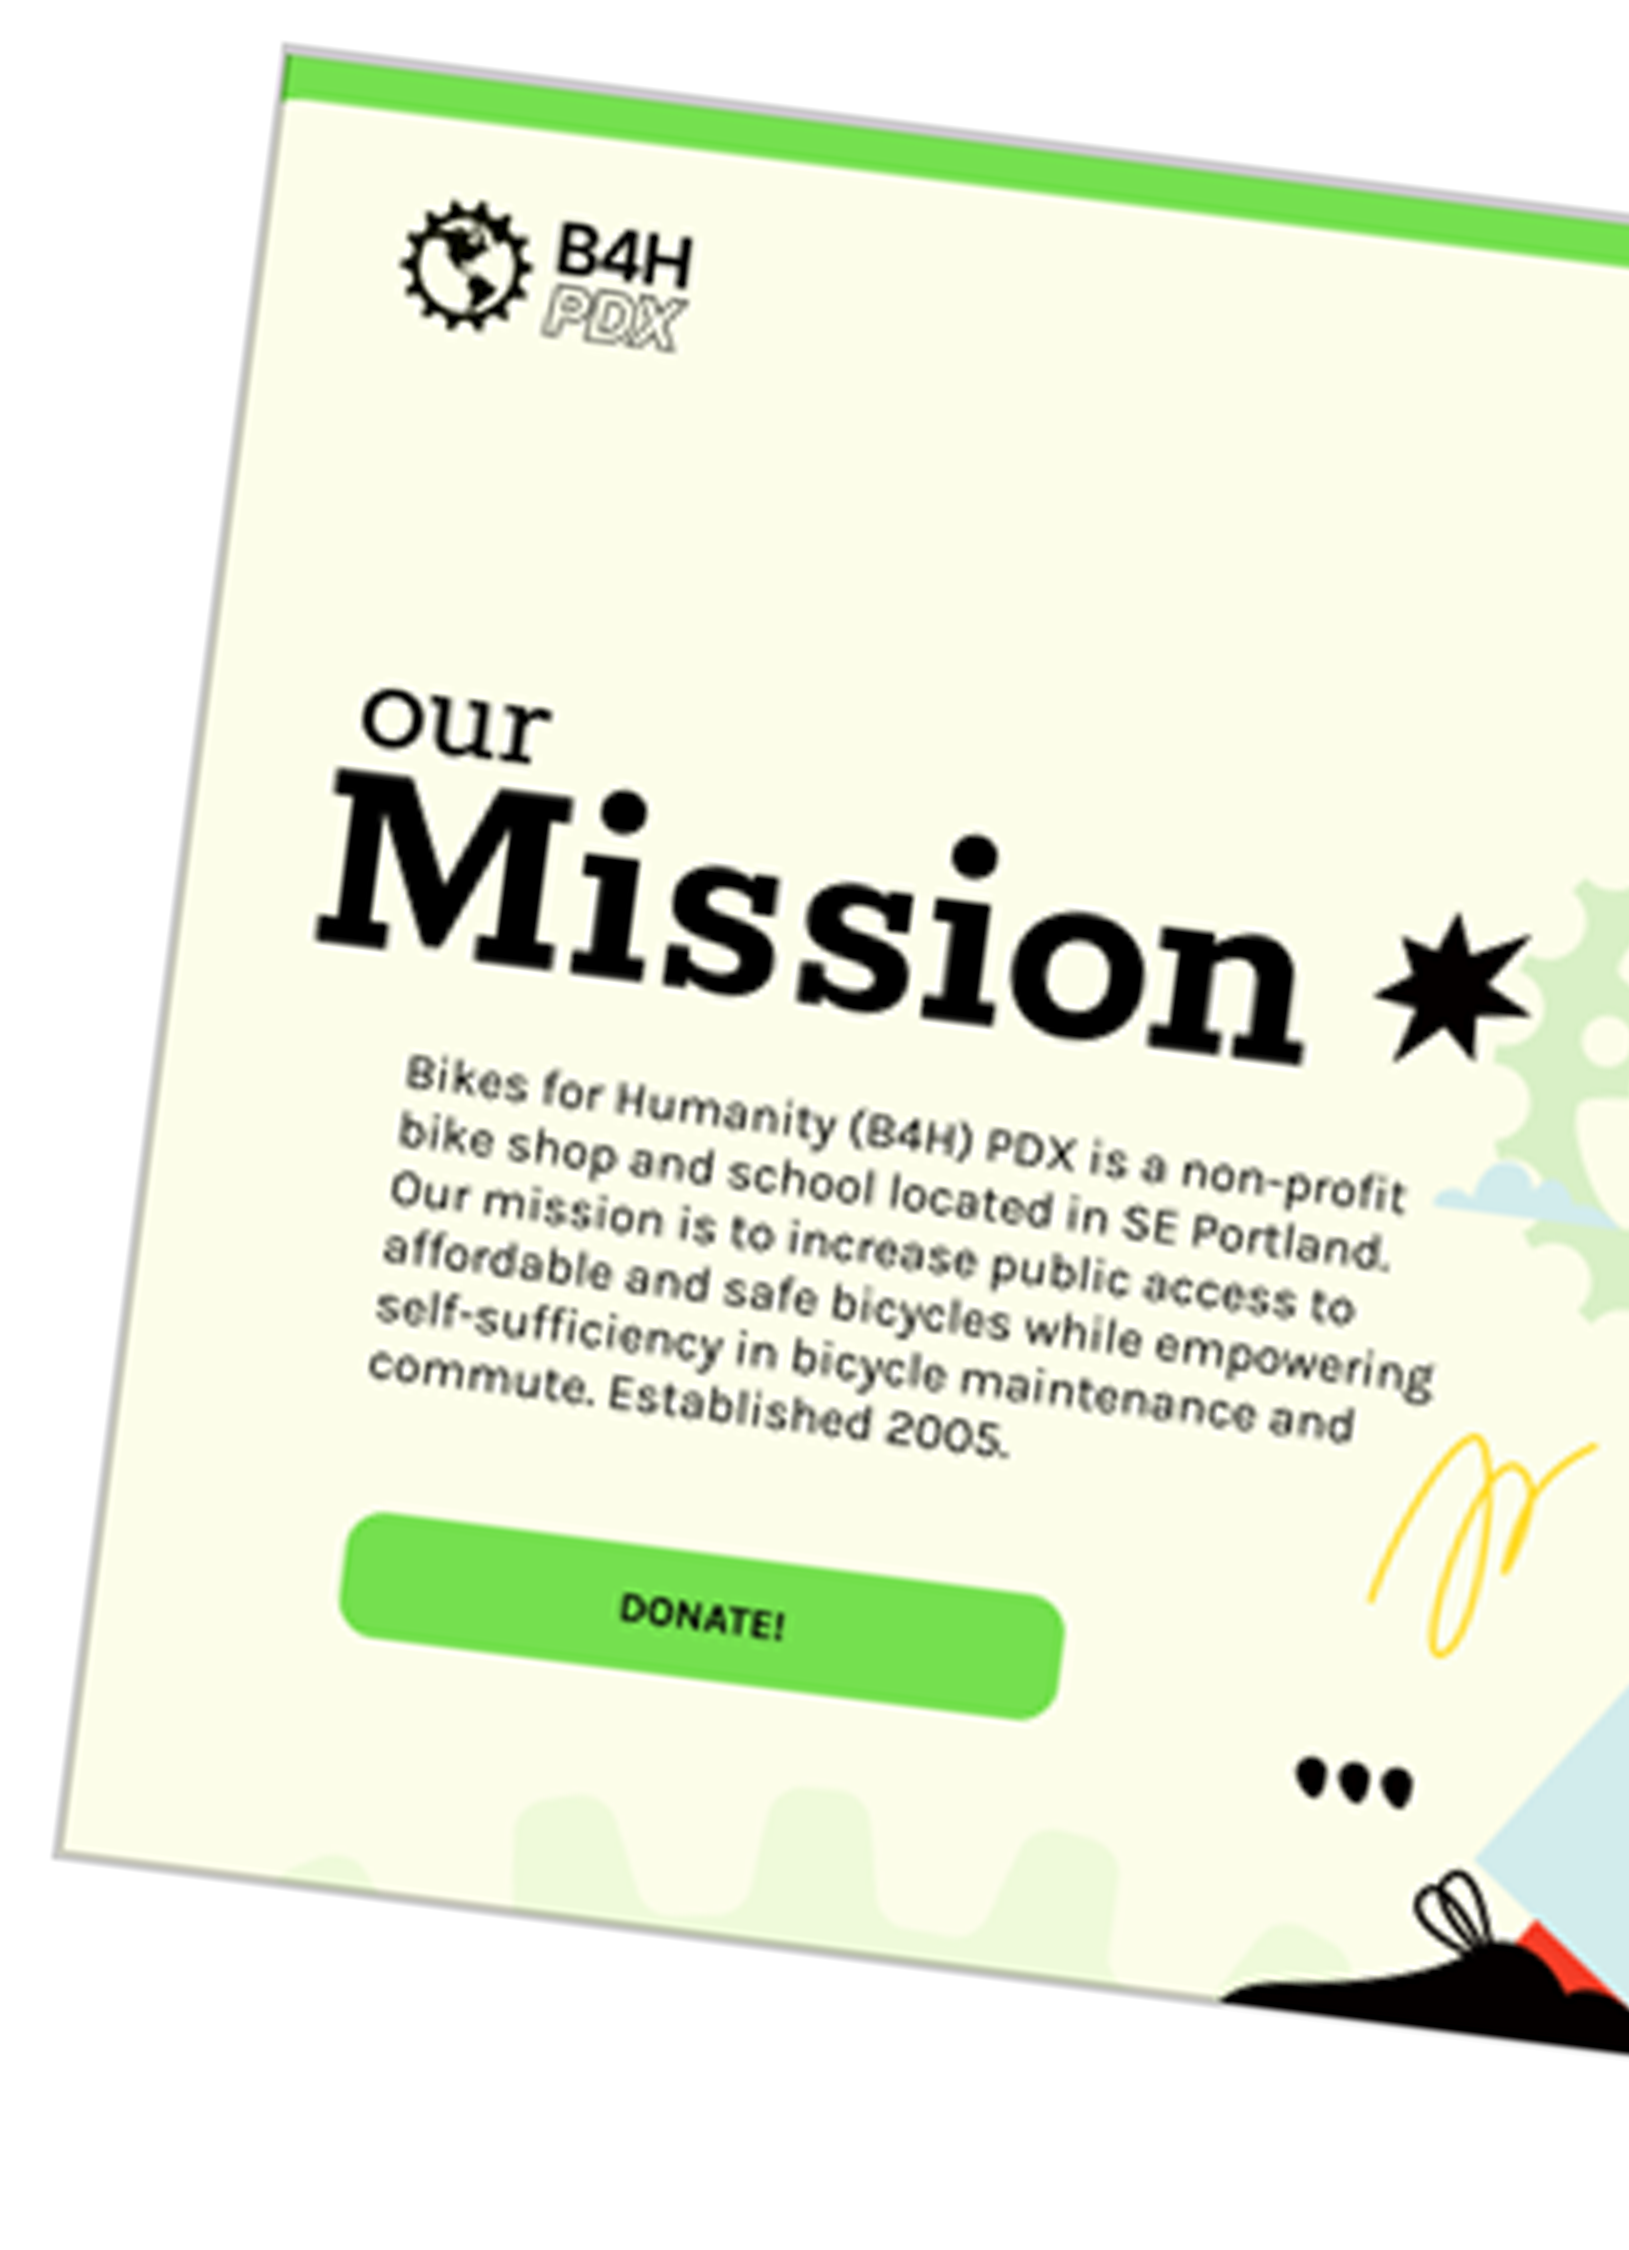 B4H
PDX
our
Mission
Bikes for Humanity (B4H) PDX is a non-profit
bike shop and school located in SE Portland.
Our mission is to increase public access to
affordable and safe bicycles while empowering
self-sufficiency in bicycle maintenance and
commute. Established 2005.
DONATE!